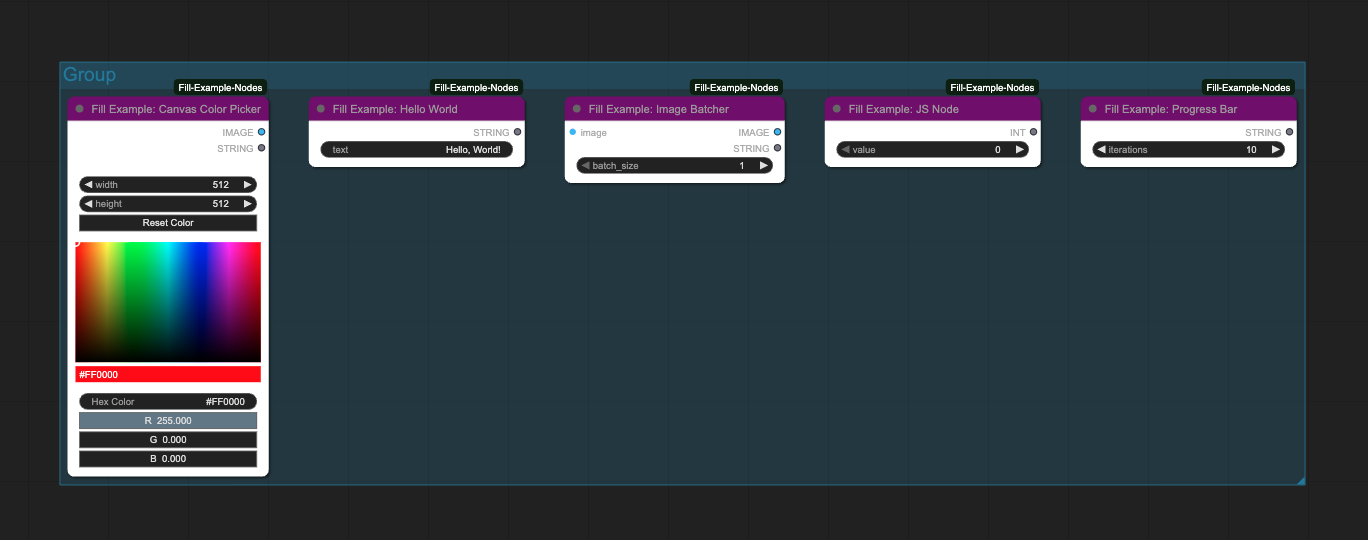 Group
Fill-Example-Nodes
Fill Example: Canvas Color Picker
IMAGE
STRING
width 512
height 512
Reset Color
#FF0000
Hex Color #FF0000
R 255.000
G 0.000
B 0.000
Fill-Example-Nodes
Fill Example: Hello World
STRING
text Hello, World!
Fill-Example-Nodes
Fill Example: Image Batcher
image IMAGE
STRING
batch_size 1
Fill-Example-Nodes
Fill Example: JS Node
INT
value 0
Fill-Example-Nodes
Fill Example: Progress Bar
STRING
iterations 10